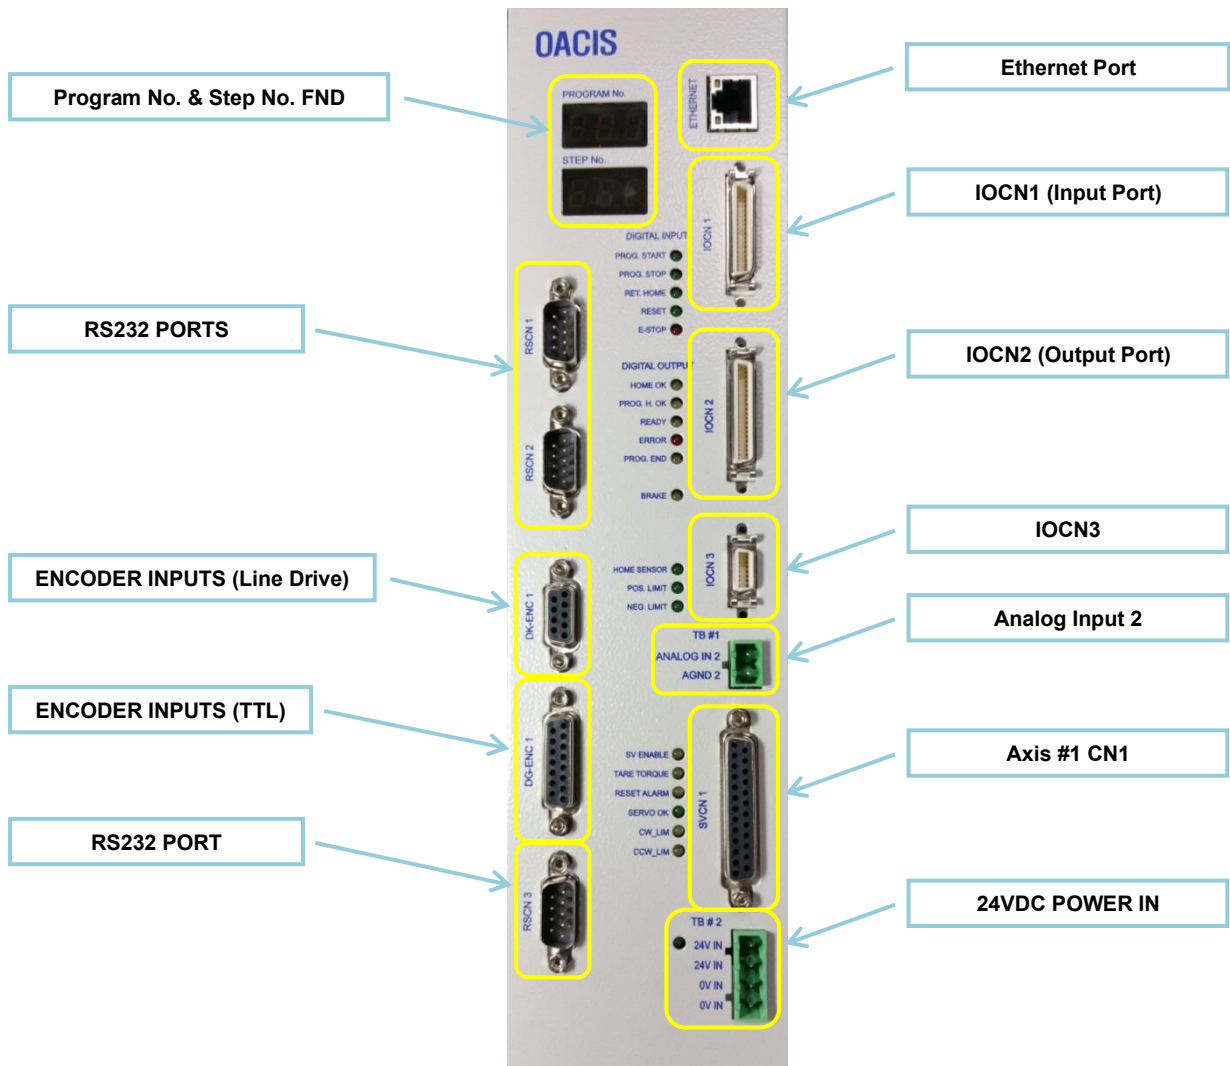 OACIS
Program No. & Step No. FND
RS232 PORTS
ENCODER INPUTS (Line Drive)
ENCODER INPUTS (TTL)
RS232 PORT
PROGRAM No.
STEP No.
RSCN 1
RSCN 2
DK-ENC 1
DG-ENC 1
RSCN 3
DIGITAL INPUT
PROG. START
PROG. STOP
RET. HOME
RESET
E-STOP
DIGITAL OUTPUT
HOME OK
PROG. H. OK
READY
ERROR
PROG. END
BRAKE
HOME SENSOR
POS. LIMIT
NEG. LIMIT
SV ENABLE
TARE TORQUE
RESET ALARM
SERVO OK
CW_LIM
CCW_LIM
ETHERNET
IOCN 1
IOCN 2
IOCN 3
TB #1
ANALOG IN 2
AGND 2
SVCN 1
TB # 2
24V IN
24V IN
0V IN
0V IN
Ethernet Port
IOCN1 (Input Port)
IOCN2 (Output Port)
IOCN3
Analog Input 2
Axis #1 CN1
24VDC POWER IN